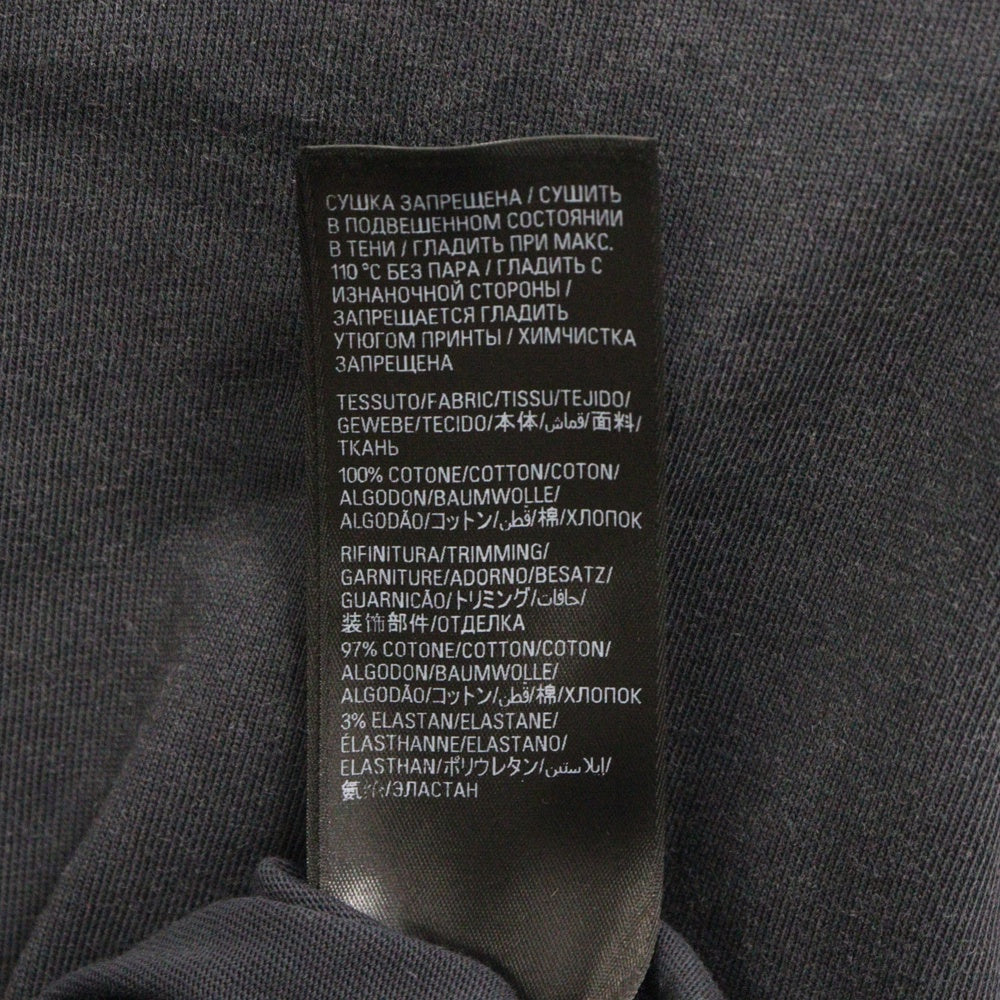 СУШКА ЗАПРЕЩЕНА / СУШИТЬ
В ПОДВЕШЕННОМ СОСТОЯНИИ
В ТЕНИ / ГЛАДИТЬ ПРИ МАКС.
110 °C БЕЗ ПАРА / ГЛАДИТЬ С
ИЗНАНОЧНОЙ СТОРОНЫ /
ЗАПРЕЩАЕТСЯ ГЛАДИТЬ
УТЮГОМ ПРИНТЫ / ХИМЧИСТКА
ЗАПРЕЩЕНА
TESSUTO/FABRIC/TISSU/TEJIDO/
GEWEBE/TECIDO/本体/قماش/面料/
ТКАНЬ
100% COTONE/COTTON/COTON/
ALGODON/BAUMWOLLE/
ALGODÃO/コットン/قطن/棉/ХЛОПОК
RIFINITURA/TRIMMING/
GARNITURE/ADORNO/BESATZ/
GUARNICÃO/トリミング/حافات/
装饰部件/ОТДЕЛКА
97% COTONE/COTTON/COTON/
ALGODON/BAUMWOLLE/
ALGODÃO/コットン/قطن/棉/ХЛОПОК
3% ELASTAN/ELASTANE/
ÉLASTHANNE/ELASTANO/
ELASTHAN/ポリウレタン/إيلاستين/
氨/ЭЛАСТАН